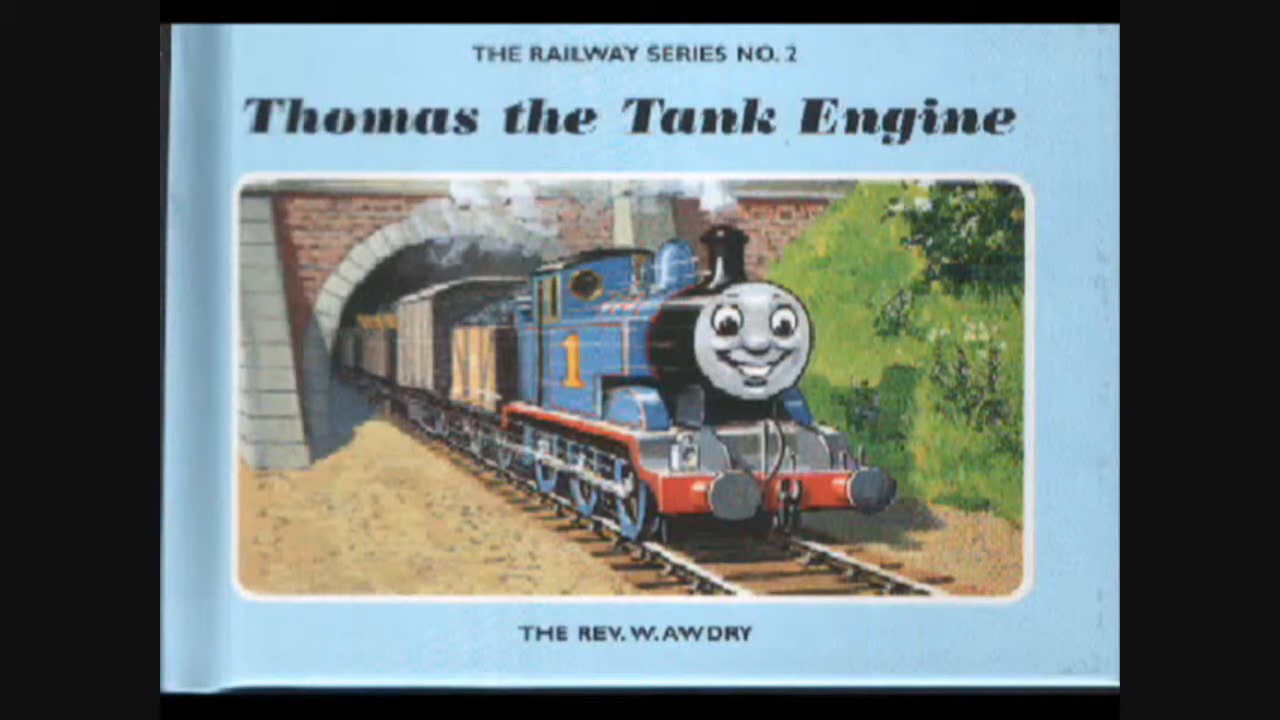 THE RAILWAY SERIES NO. 2
Thomas the Tank Engine
1
THE REV. W. AWDRY